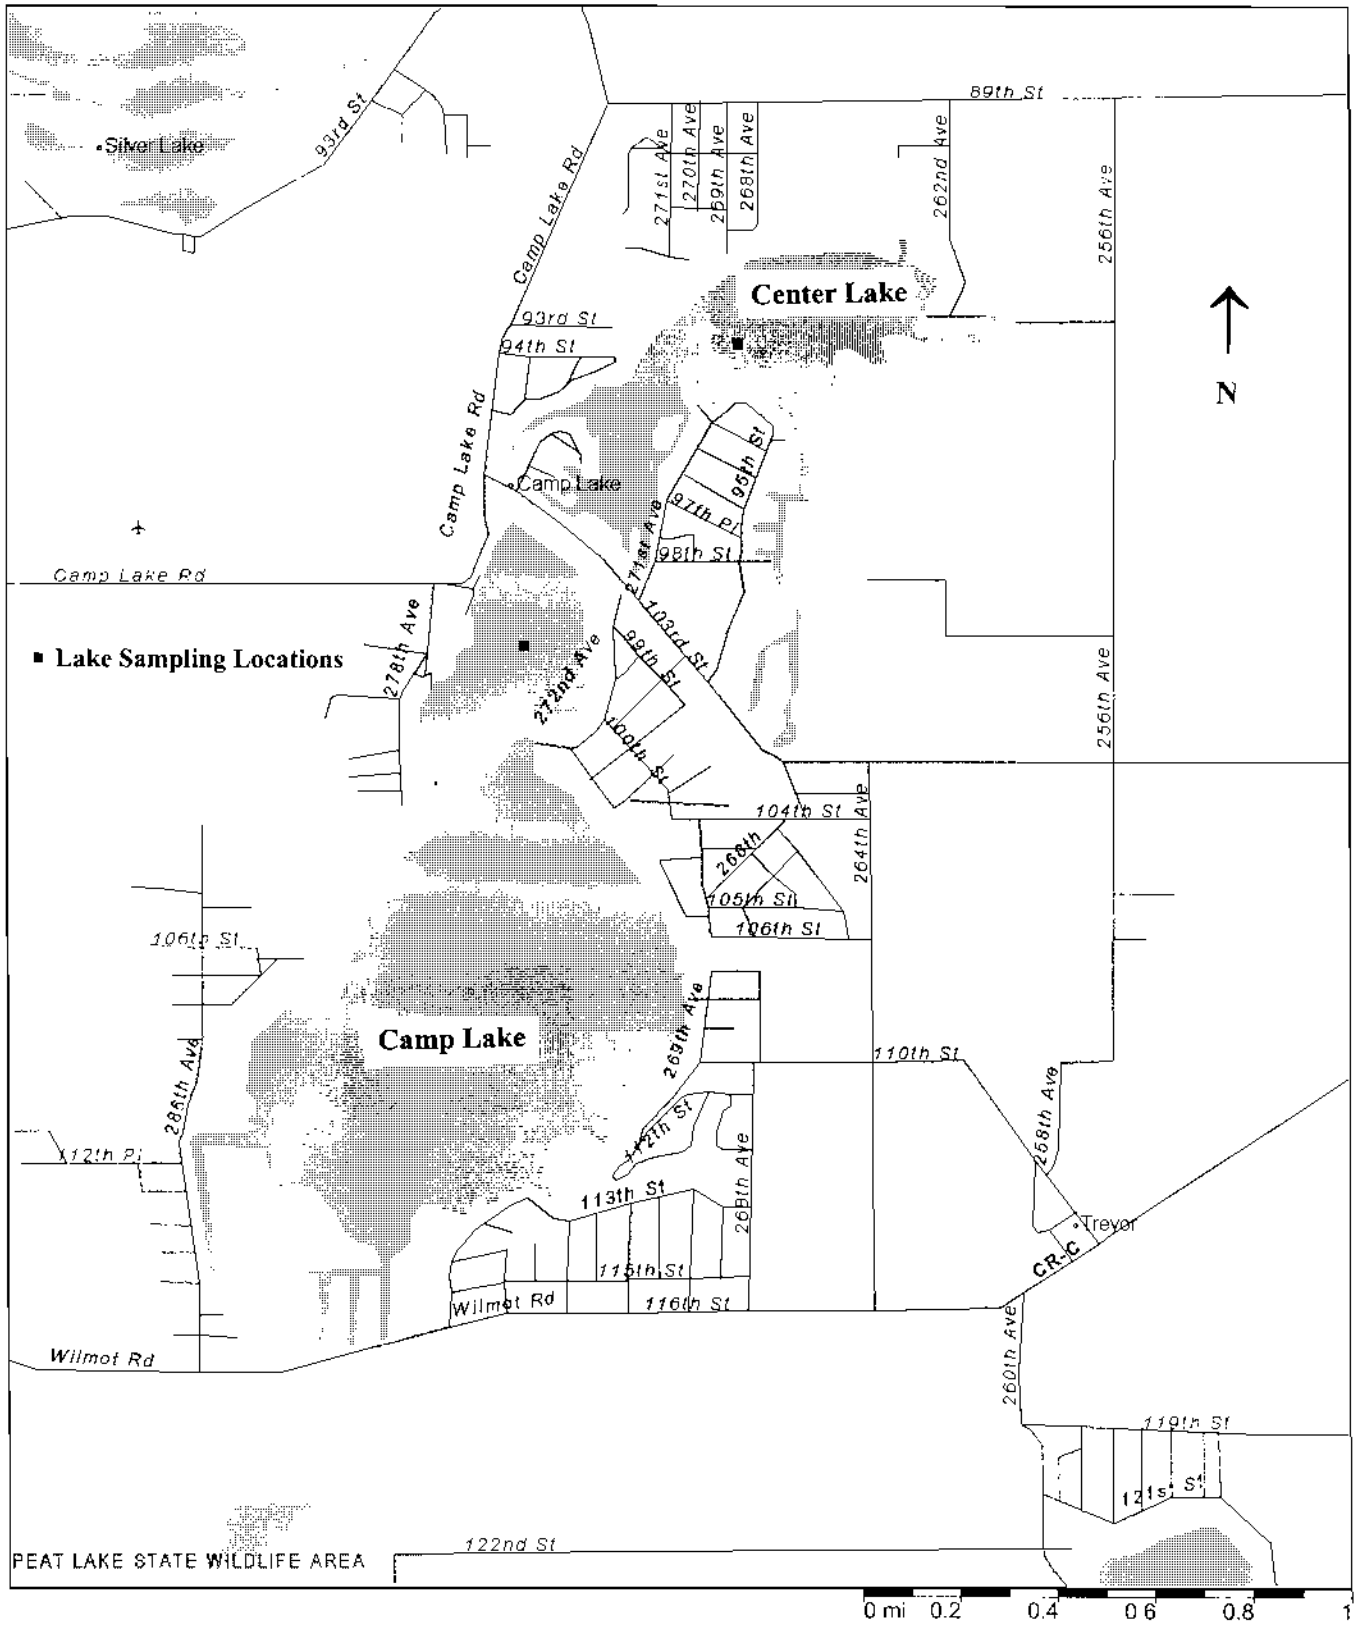 89th St
93rd St
Silver Lake
Camp Lake Rd
271st Ave
270th Ave
269th Ave
268th Ave
262nd Ave
256th Ave
Center Lake
93rd St
94th St
N
Camp Lake Rd
95th St
Camp Lake
97th Pl
271st Ave
98th St
Camp Lake Rd
278th Ave
103rd St
99th St
Lake Sampling Locations
272nd Ave
256th Ave
100th St
104th St
264th Ave
268th
105th St
106th St
106th St
Camp Lake
269th Ave
110th St
286th Ave
258th Ave
112th St
112th Pl
268th Ave
113th St
Trevor
CR-C
115th St
Wilmot Rd
116th St
Wilmot Rd
260th Ave
119th St
121st St
122nd St
PEAT LAKE STATE WILDLIFE AREA
0 mi 0.2 0.4 0 6 0.8 1